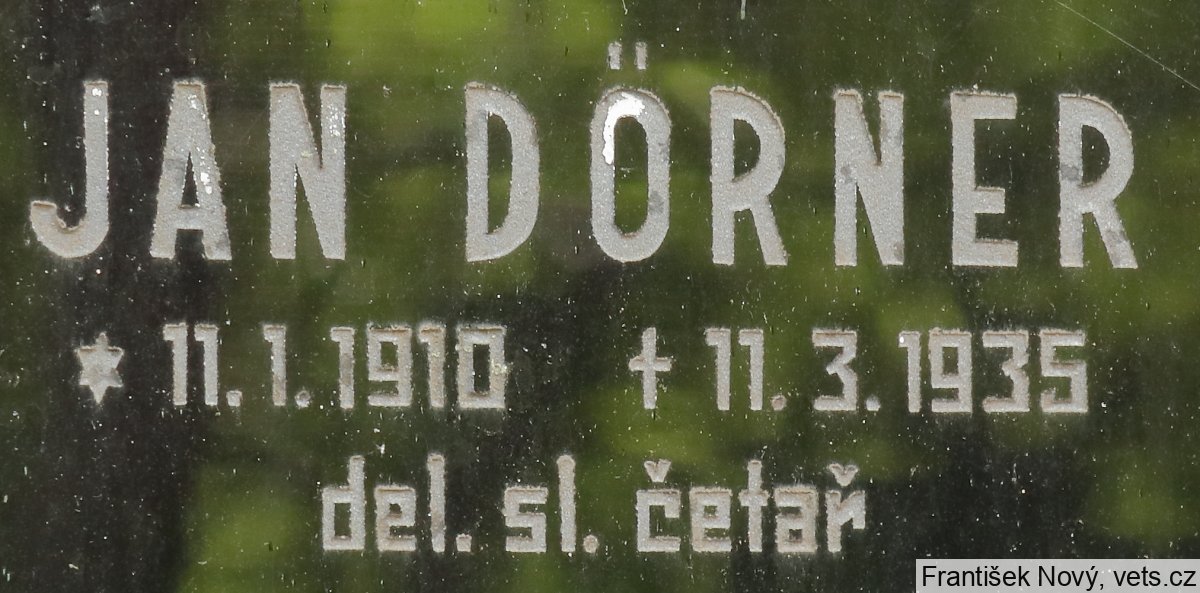 JAN DÖRNER
* 11.1.1910 † 11.3.1935
del. sl. četař
František Nový, vets.cz